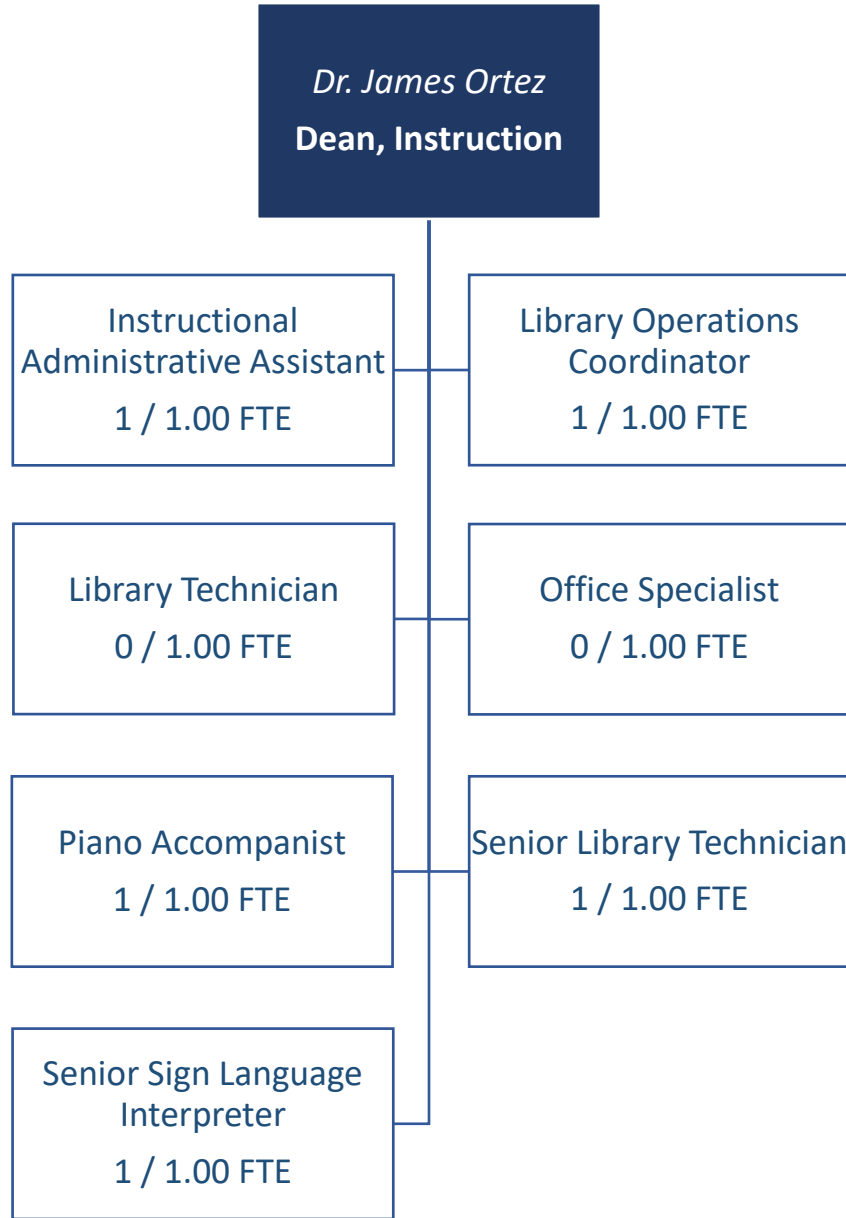 Dr. James Ortez
Dean, Instruction
Instructional
Administrative Assistant
1 / 1.00 FTE
Library Operations
Coordinator
1 / 1.00 FTE
Library Technician
0 / 1.00 FTE
Office Specialist
0 / 1.00 FTE
Piano Accompanist
1 / 1.00 FTE
Senior Library Technician
1 / 1.00 FTE
Senior Sign Language
Interpreter
1 / 1.00 FTE